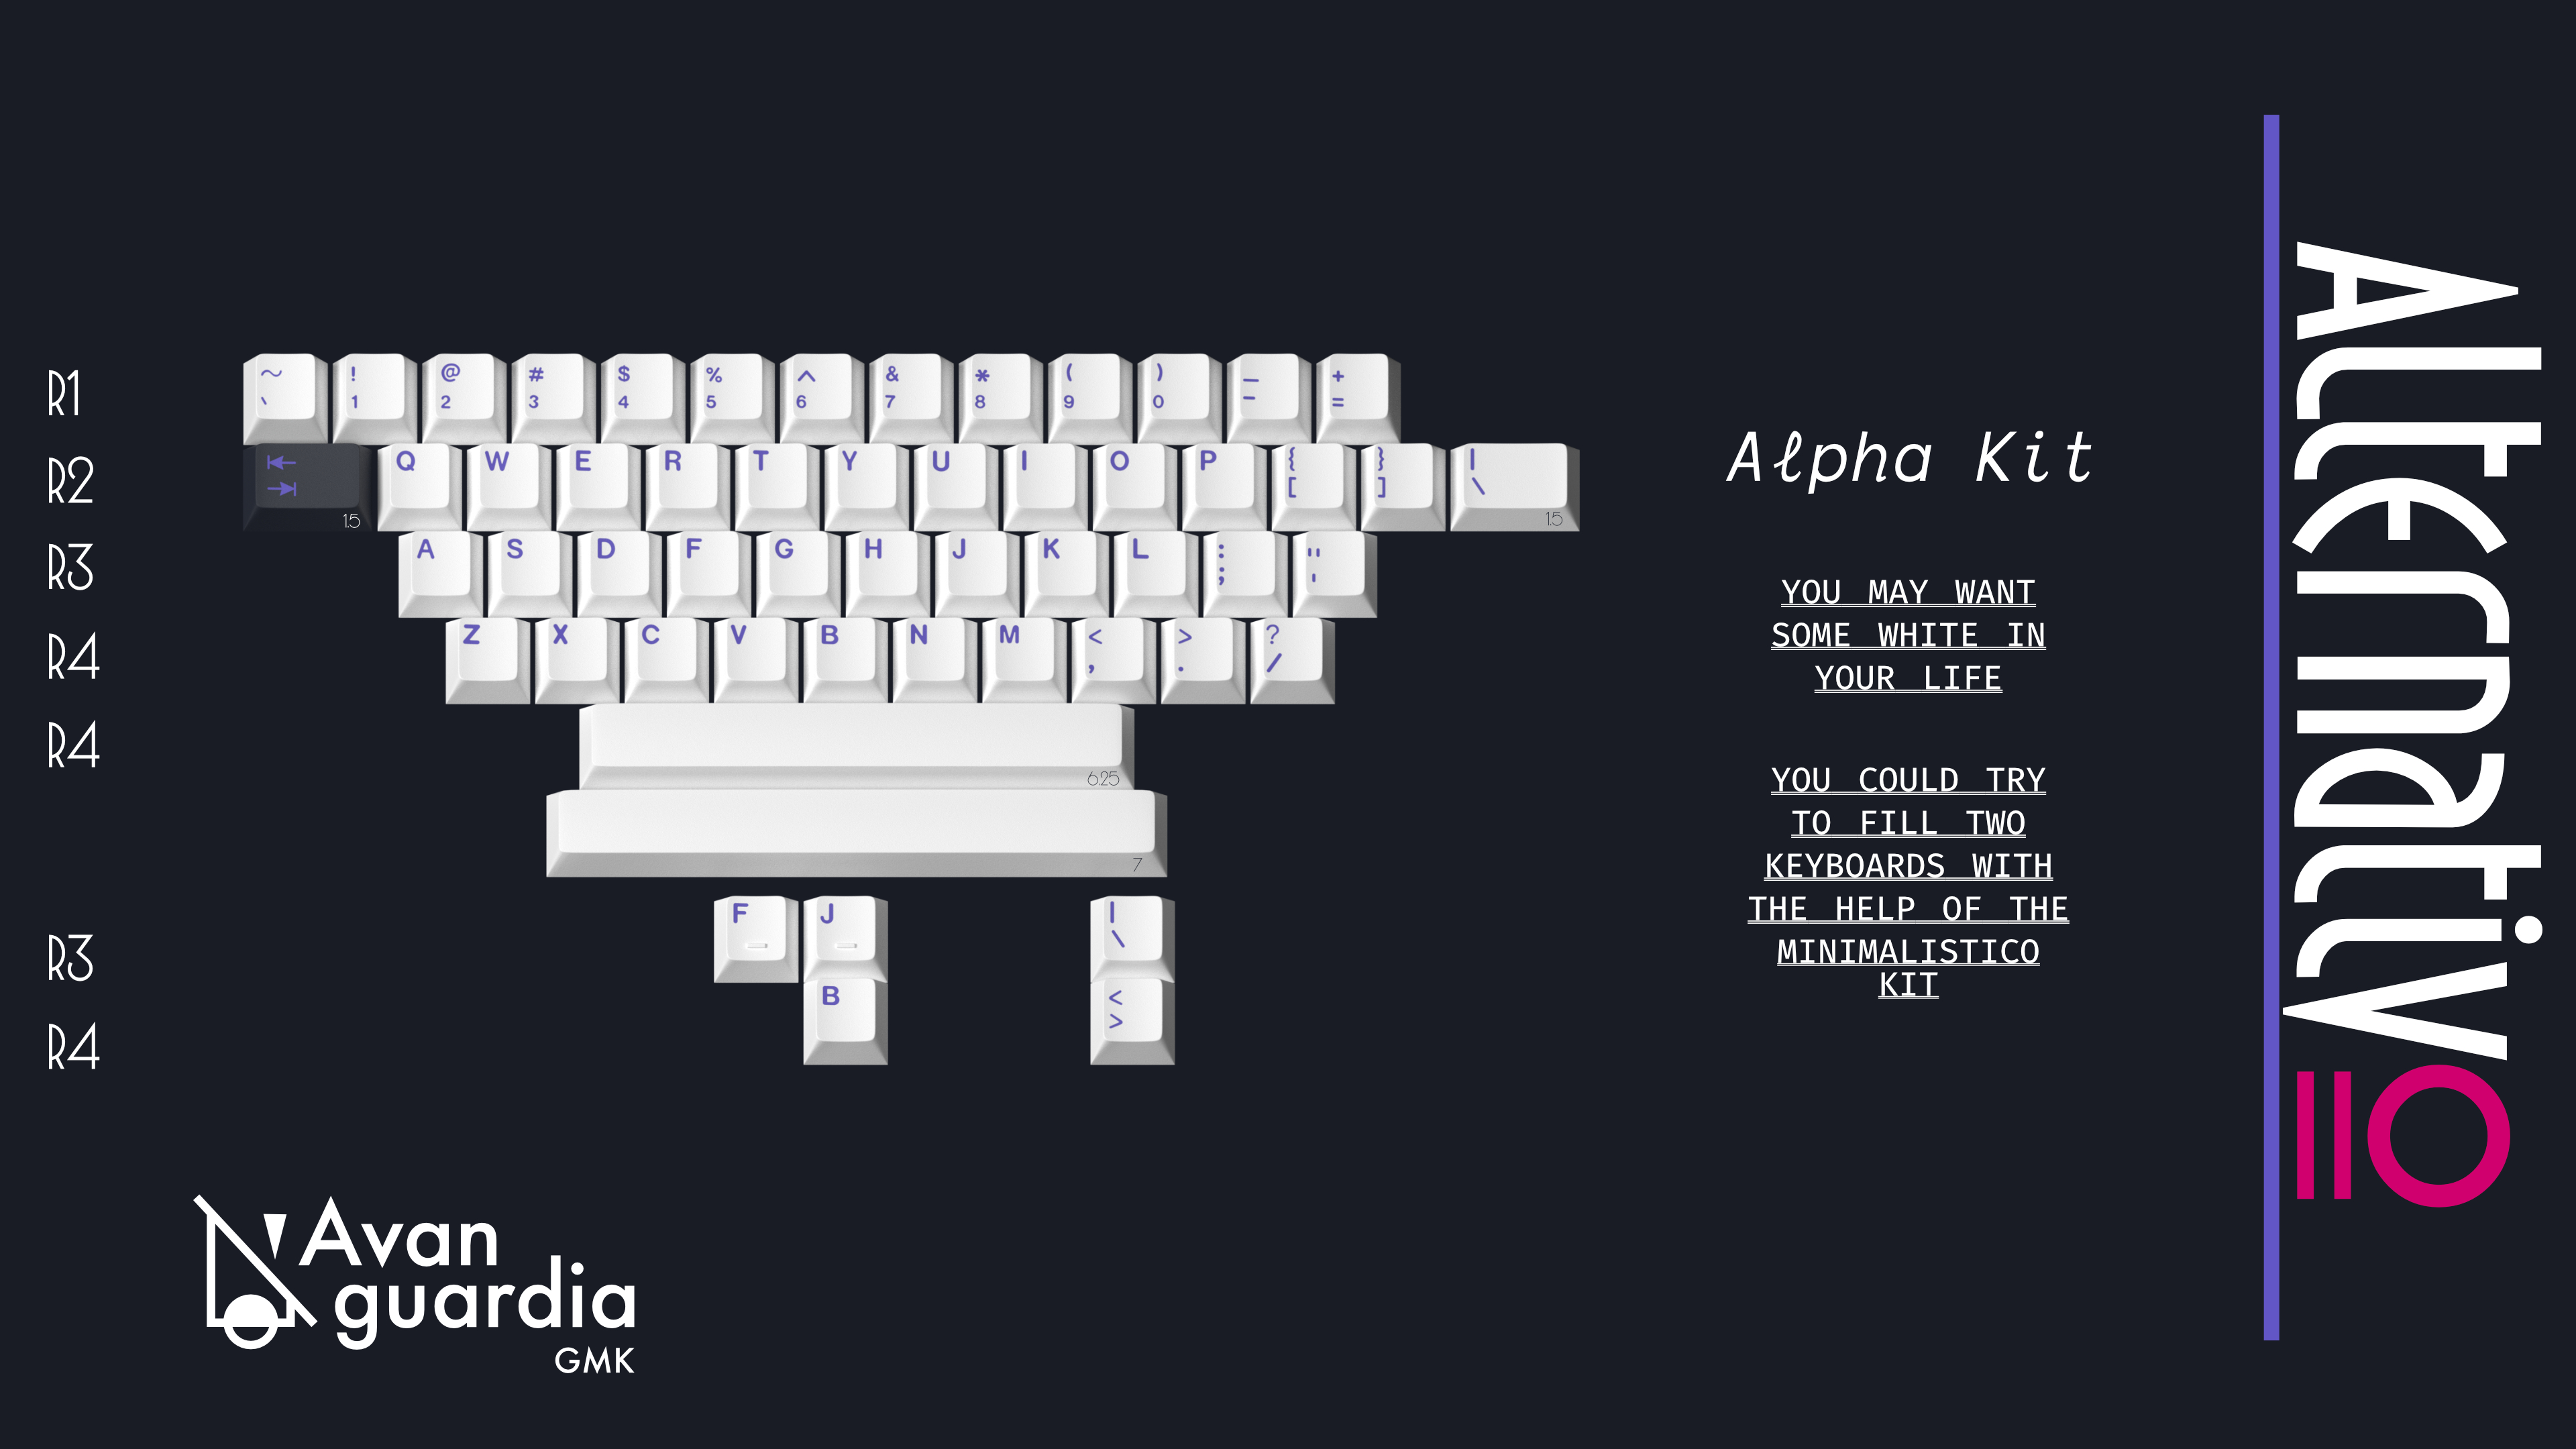 R1
~ ! @ # $ % ^ & * ( ) _ +
` 1 2 3 4 5 6 7 8 9 0 - =
R2
Q W E R T Y U I O P { } |
[ ] \
1.5 1.5
R3
A S D F G H J K L : "
; '
R4
Z X C V B N M < > ?
, . /
R4
6.25
7
R3
F J |
\
R4
B <
>
Alpha Kit
YOU MAY WANT
SOME WHITE IN
YOUR LIFE
YOU COULD TRY
TO FILL TWO
KEYBOARDS WITH
THE HELP OF THE
MINIMALISTICO
KIT
Alternativo
Avan
guardia
GMK